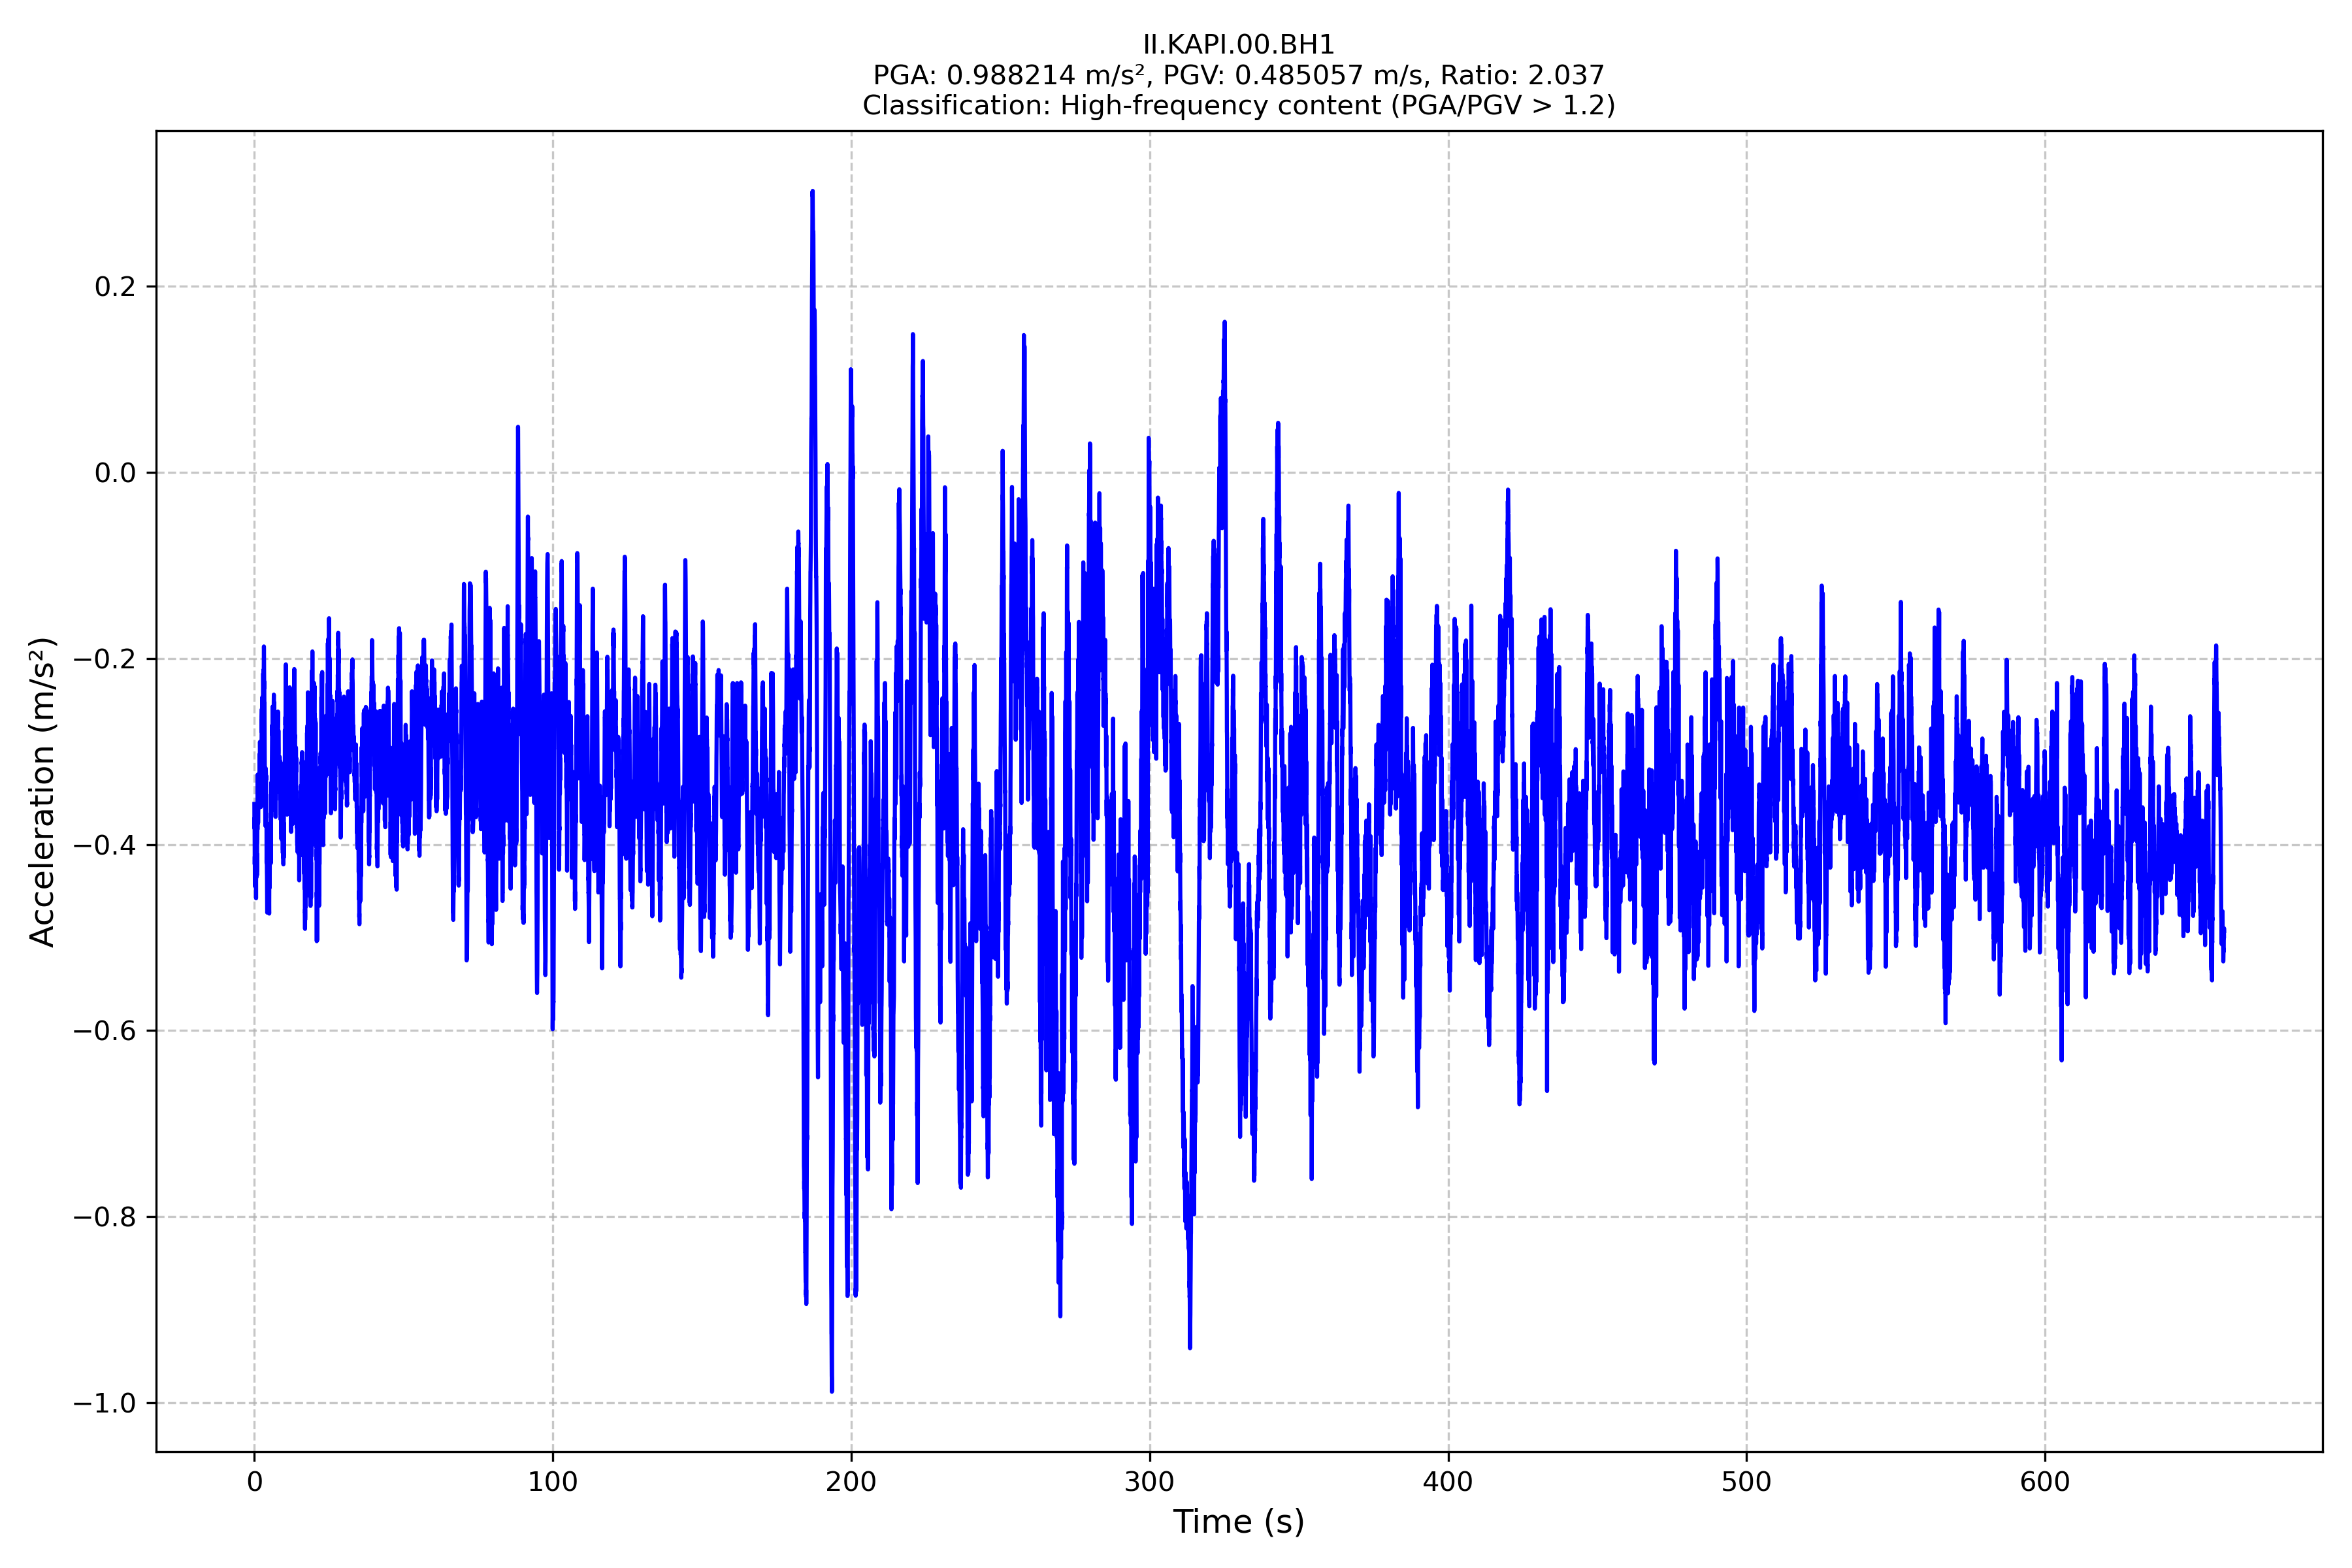 II.KAPI.00.BH1
PGA: 0.988214 m/s², PGV: 0.485057 m/s, Ratio: 2.037
Classification: High-frequency content (PGA/PGV > 1.2)
Acceleration (m/s²)
0.2
0.0
−0.2
−0.4
−0.6
−0.8
−1.0
0 100 200 300 400 500 600
Time (s)